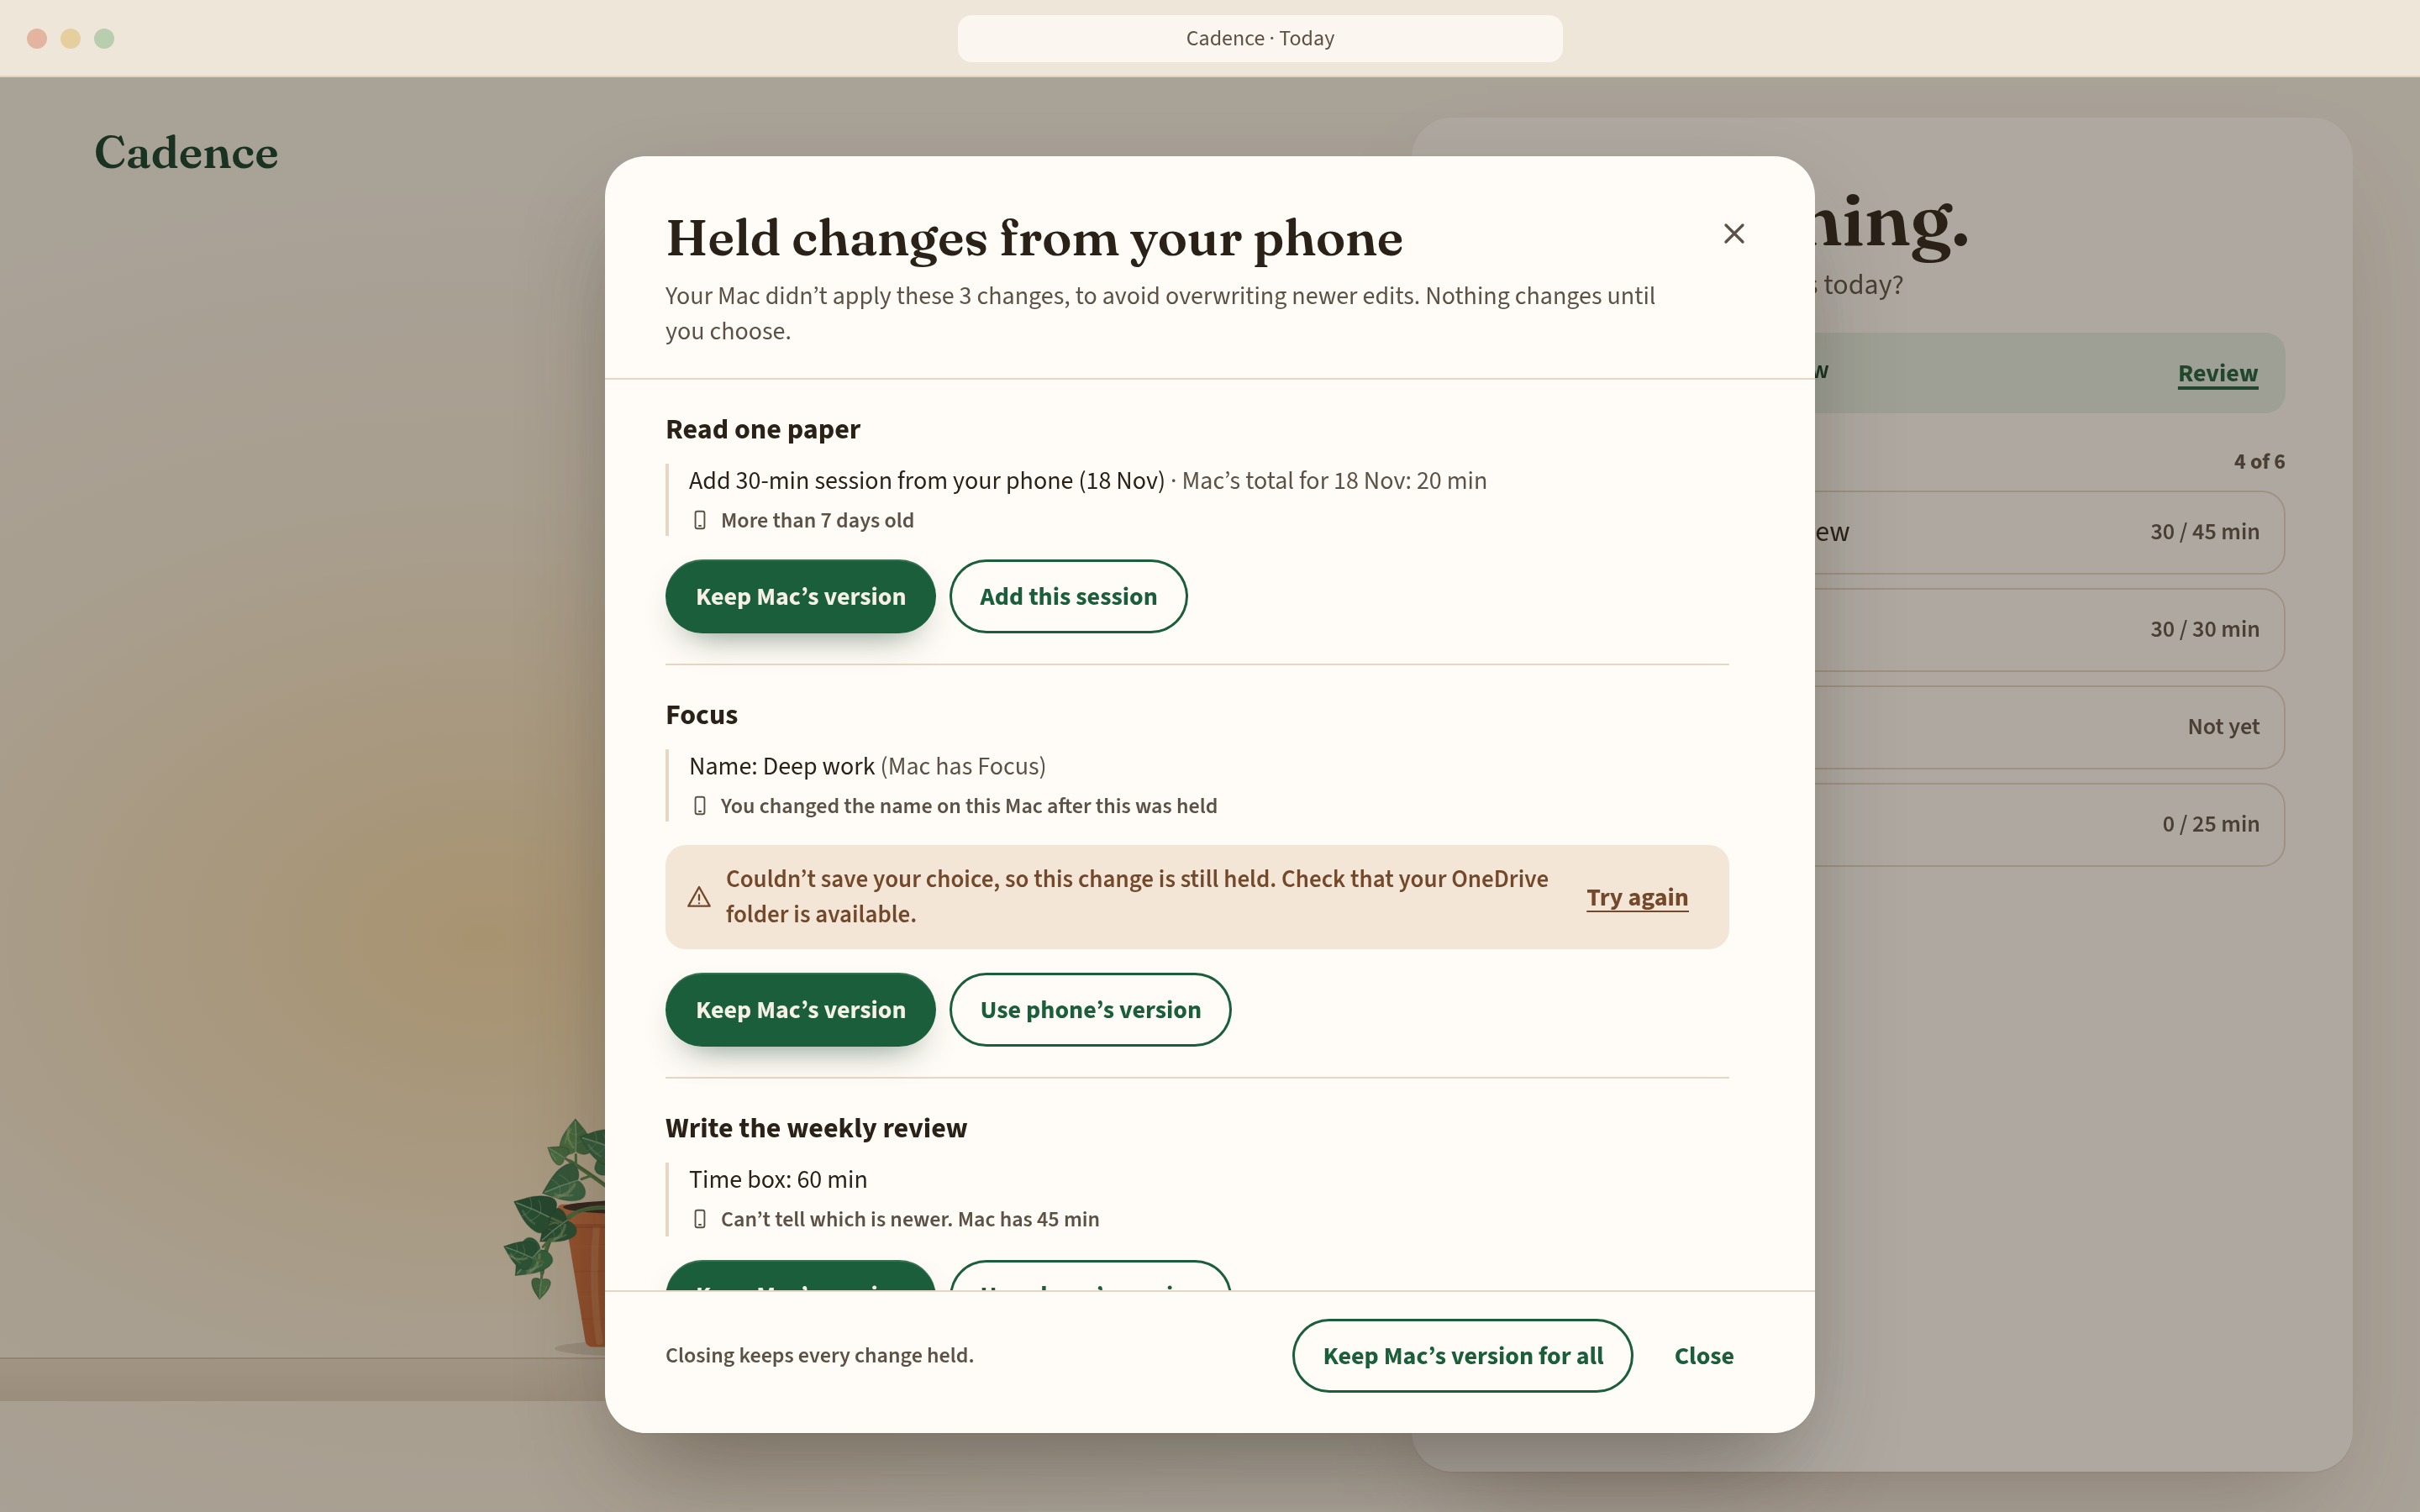 Cadence · Today
Cadence
ning.
today?
Review
4 of 6
ew
30 / 45 min
30 / 30 min
Not yet
0 / 25 min
Held changes from your phone
Your Mac didn’t apply these 3 changes, to avoid overwriting newer edits. Nothing changes until
you choose.
Read one paper
Add 30-min session from your phone (18 Nov) · Mac’s total for 18 Nov: 20 min
More than 7 days old
Keep Mac’s version
Add this session
Focus
Name: Deep work (Mac has Focus)
You changed the name on this Mac after this was held
Couldn’t save your choice, so this change is still held. Check that your OneDrive
folder is available.
Try again
Keep Mac’s version
Use phone’s version
Write the weekly review
Time box: 60 min
Can’t tell which is newer. Mac has 45 min
Closing keeps every change held.
Keep Mac’s version for all
Close